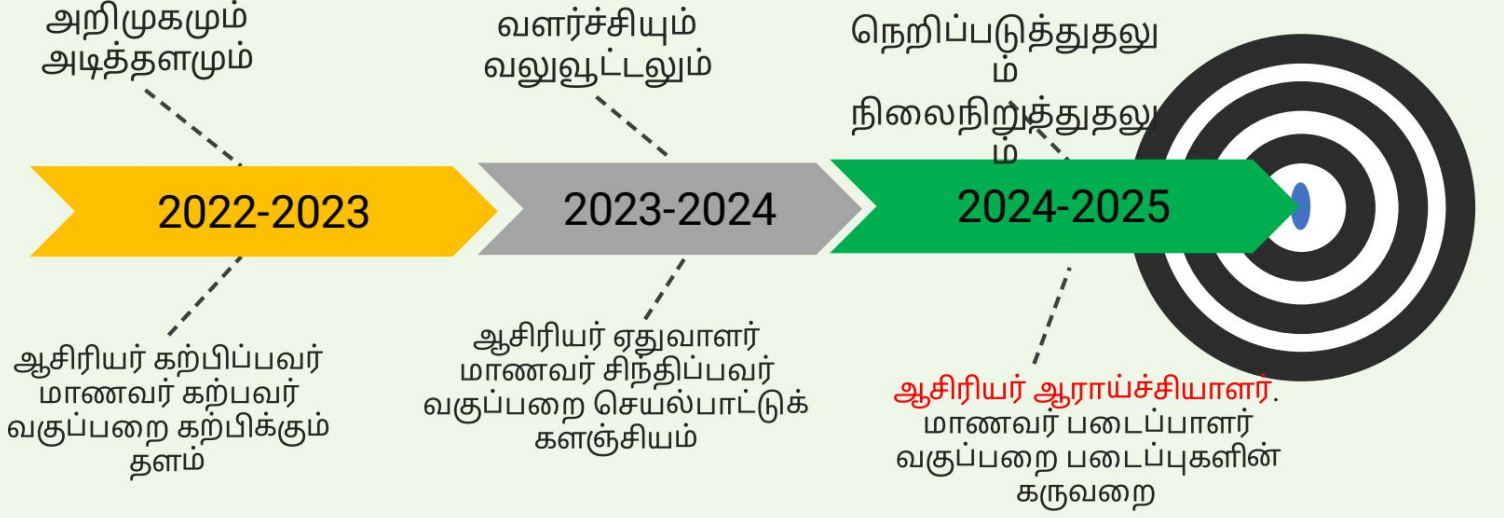 அறிமுகமும்
அடித்தளமும்
வளர்ச்சியும்
வலுவூட்டலும்
நெறிப்படுத்துதலு
ம்
நிலைநிறுத்துதலு
ம்
2022-2023
2023-2024
2024-2025
ஆசிரியர் கற்பிப்பவர்
மாணவர் கற்பவர்
வகுப்பறை கற்பிக்கும்
தளம்
ஆசிரியர் ஏதுவாளர்
மாணவர் சிந்திப்பவர்
வகுப்பறை செயல்பாட்டுக்
களஞ்சியம்
ஆசிரியர் ஆராய்ச்சியாளர்.
மாணவர் படைப்பாளர்
வகுப்பறை படைப்புகளின்
கருவறை